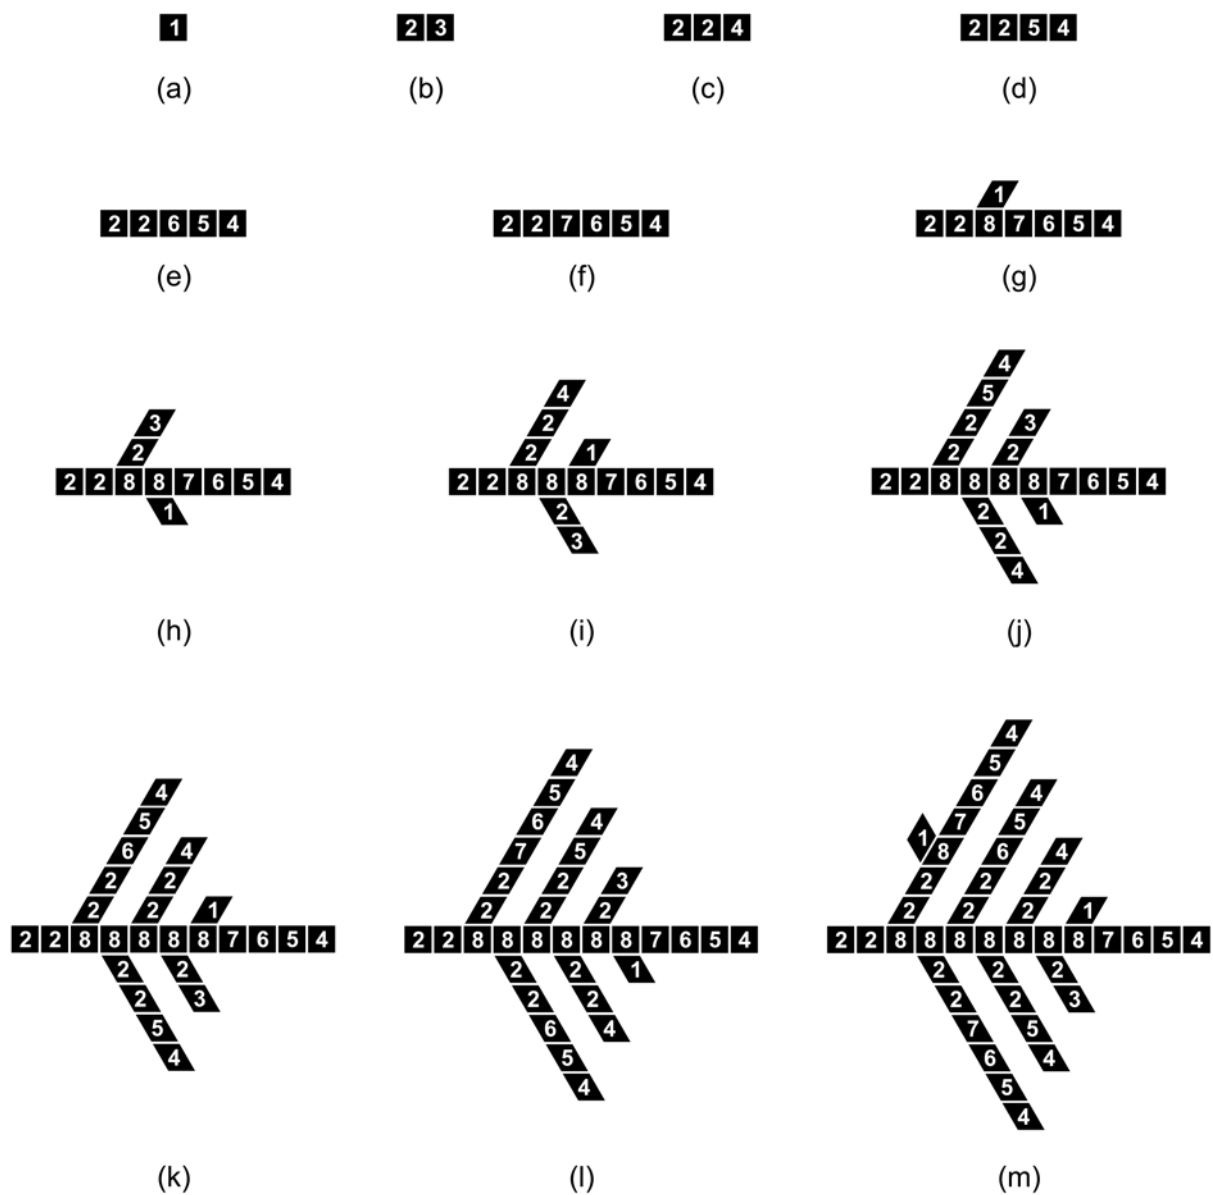 1 2 3 2 2 4 2 2 5 4
(a) (b) (c) (d)
1
2 2 6 5 4 2 2 7 6 5 4 2 2 8 7 6 5 4
(e) (f) (g)
4
4 5
3 2 2 3
2 2 1 2 2
2 2 8 8 7 6 5 4 2 2 8 8 8 7 6 5 4 2 2 8 8 8 8 7 6 5 4
1 2 2 1
3 2
4
(h) (i) (j)
4
4 5
4 5 6 4
5 6 4 1 7 5
6 4 7 5 8 6 4
2 2 2 2 3 2 2 2
2 2 1 2 2 2 2 2 2 1
2 2 8 8 8 8 8 7 6 5 4 2 2 8 8 8 8 8 8 7 6 5 4 2 2 8 8 8 8 8 8 8 7 6 5 4
2 2 2 2 1 2 2 2
2 3 2 2 2 2 3
5 6 4 7 5
4 5 6 4
4 5
4
(k) (l) (m)